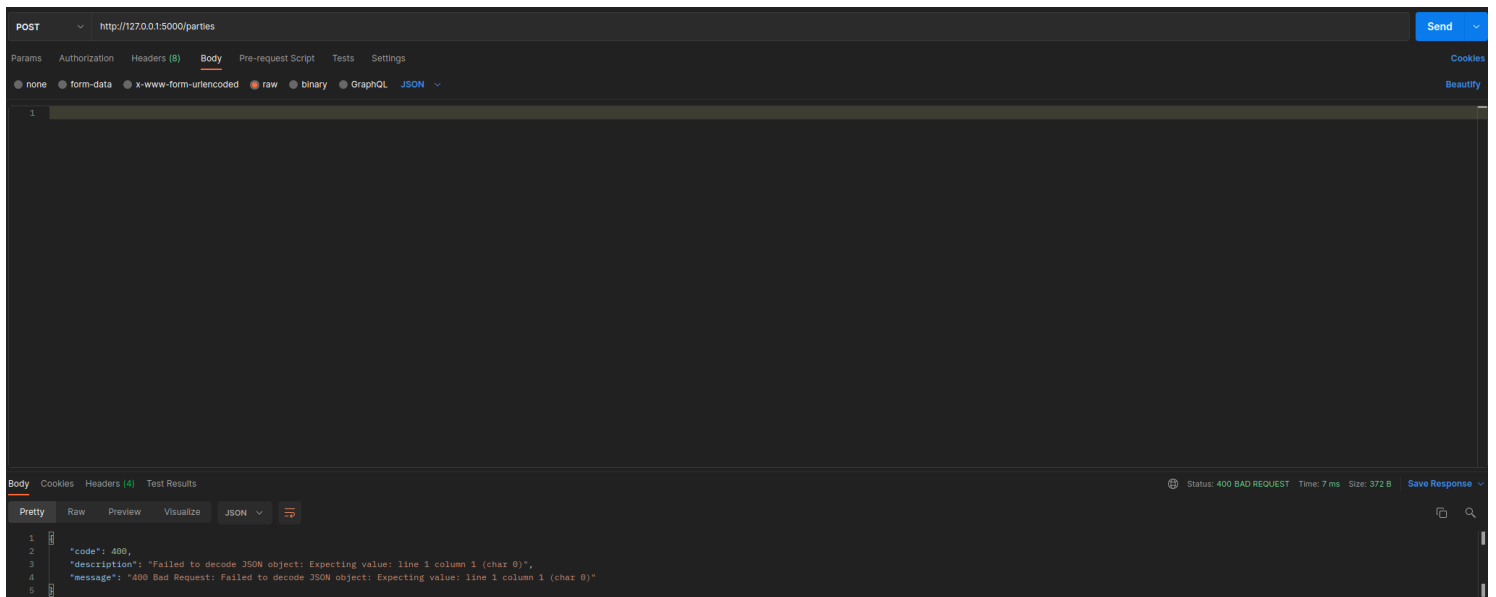 POST http://127.0.0.1:5000/parties Send
Params Authorization Headers (8) Body Pre-request Script Tests Settings Cookies
none form-data x-www-form-urlencoded raw binary GraphQL JSON Beautify
1
Body Cookies Headers (4) Test Results Status: 400 BAD REQUEST Time: 7 ms Size: 372 B Save Response
Pretty Raw Preview Visualize JSON
1 {
2 "code": 400,
3 "description": "Failed to decode JSON object: Expecting value: line 1 column 1 (char 0)",
4 "message": "400 Bad Request: Failed to decode JSON object: Expecting value: line 1 column 1 (char 0)"
5 }